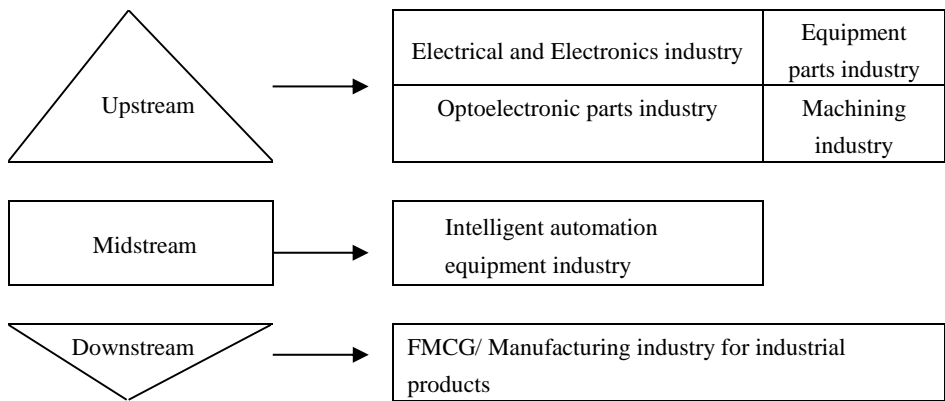 Upstream
Electrical and Electronics industry
Equipment
parts industry
Optoelectronic parts industry
Machining
industry
Midstream
Intelligent automation
equipment industry
Downstream
FMCG/ Manufacturing industry for industrial
products